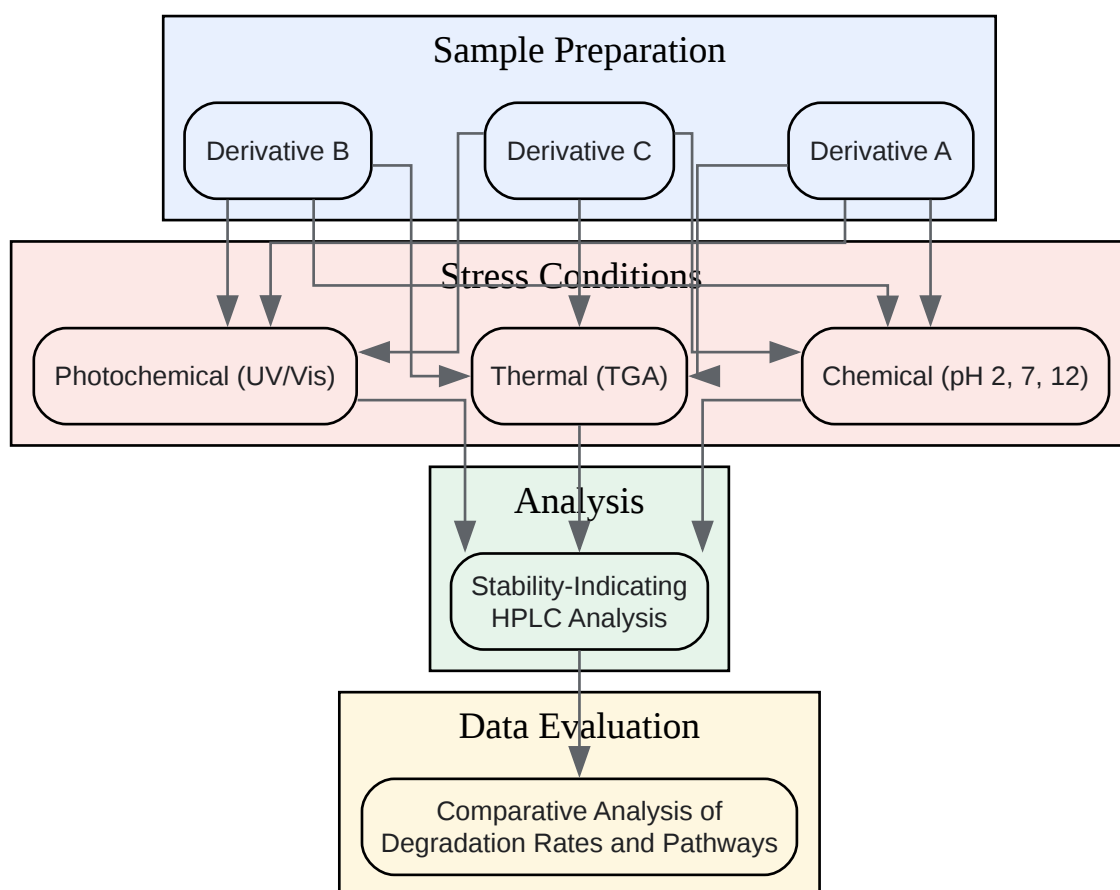 Sample Preparation
Derivative B
Derivative C
Derivative A
Stress Conditions
Photochemical (UV/Vis)
Thermal (TGA)
Chemical (pH 2, 7, 12)
Analysis
Stability-Indicating
HPLC Analysis
Data Evaluation
Comparative Analysis of
Degradation Rates and Pathways